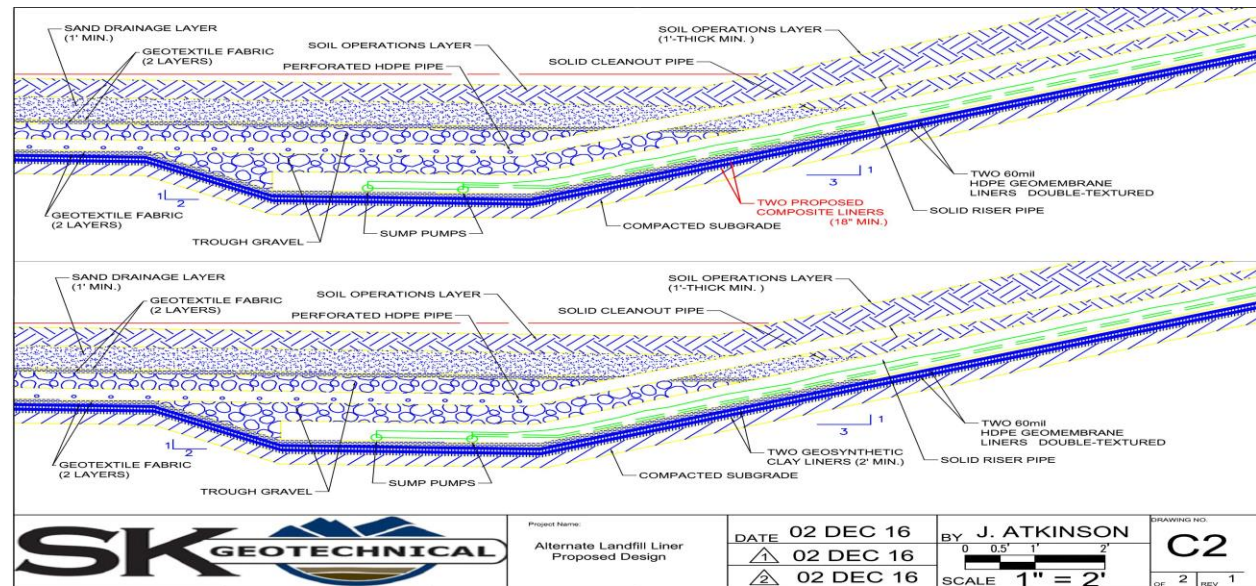 SAND DRAINAGE LAYER
(1' MIN.)
GEOTEXTILE FABRIC
(2 LAYERS)
SOIL OPERATIONS LAYER
PERFORATED HDPE PIPE
SOIL OPERATIONS LAYER
(1'-THICK MIN. )
SOLID CLEANOUT PIPE
1
2
3
1
GEOTEXTILE FABRIC
(2 LAYERS)
TROUGH GRAVEL
SUMP PUMPS
COMPACTED SUBGRADE
TWO PROPOSED
COMPOSITE LINERS
(18" MIN.)
TWO 60mil
HDPE GEOMEMBRANE
LINERS DOUBLE-TEXTURED
SOLID RISER PIPE
SAND DRAINAGE LAYER
(1' MIN.)
GEOTEXTILE FABRIC
(2 LAYERS)
SOIL OPERATIONS LAYER
PERFORATED HDPE PIPE
SOIL OPERATIONS LAYER
(1'-THICK MIN. )
SOLID CLEANOUT PIPE
1
2
3
1
GEOTEXTILE FABRIC
(2 LAYERS)
TROUGH GRAVEL
SUMP PUMPS
TWO GEOSYNTHETIC
CLAY LINERS (2' MIN.)
COMPACTED SUBGRADE
TWO 60mil
HDPE GEOMEMBRANE
LINERS DOUBLE-TEXTURED
SOLID RISER PIPE
SK GEOTECHNICAL
Project Name:
Alternate Landfill Liner
Proposed Design
DATE 02 DEC 16
1 02 DEC 16
2 02 DEC 16
BY J. ATKINSON
0 0.5' 1' 2'
SCALE 1" = 2'
DRAWING NO.
C2
OF 2 REV 1